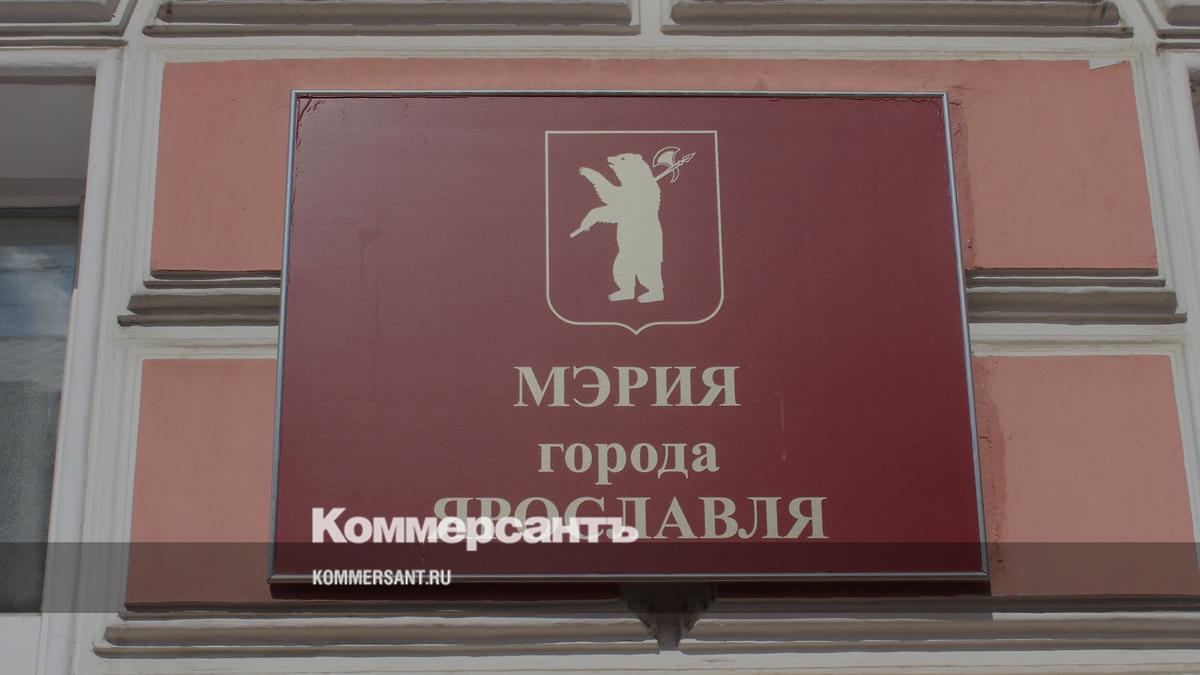 МЭРИЯ
города
ЯРОСЛАВЛЯ
Коммерсантъ
KOMMERSANT.RU